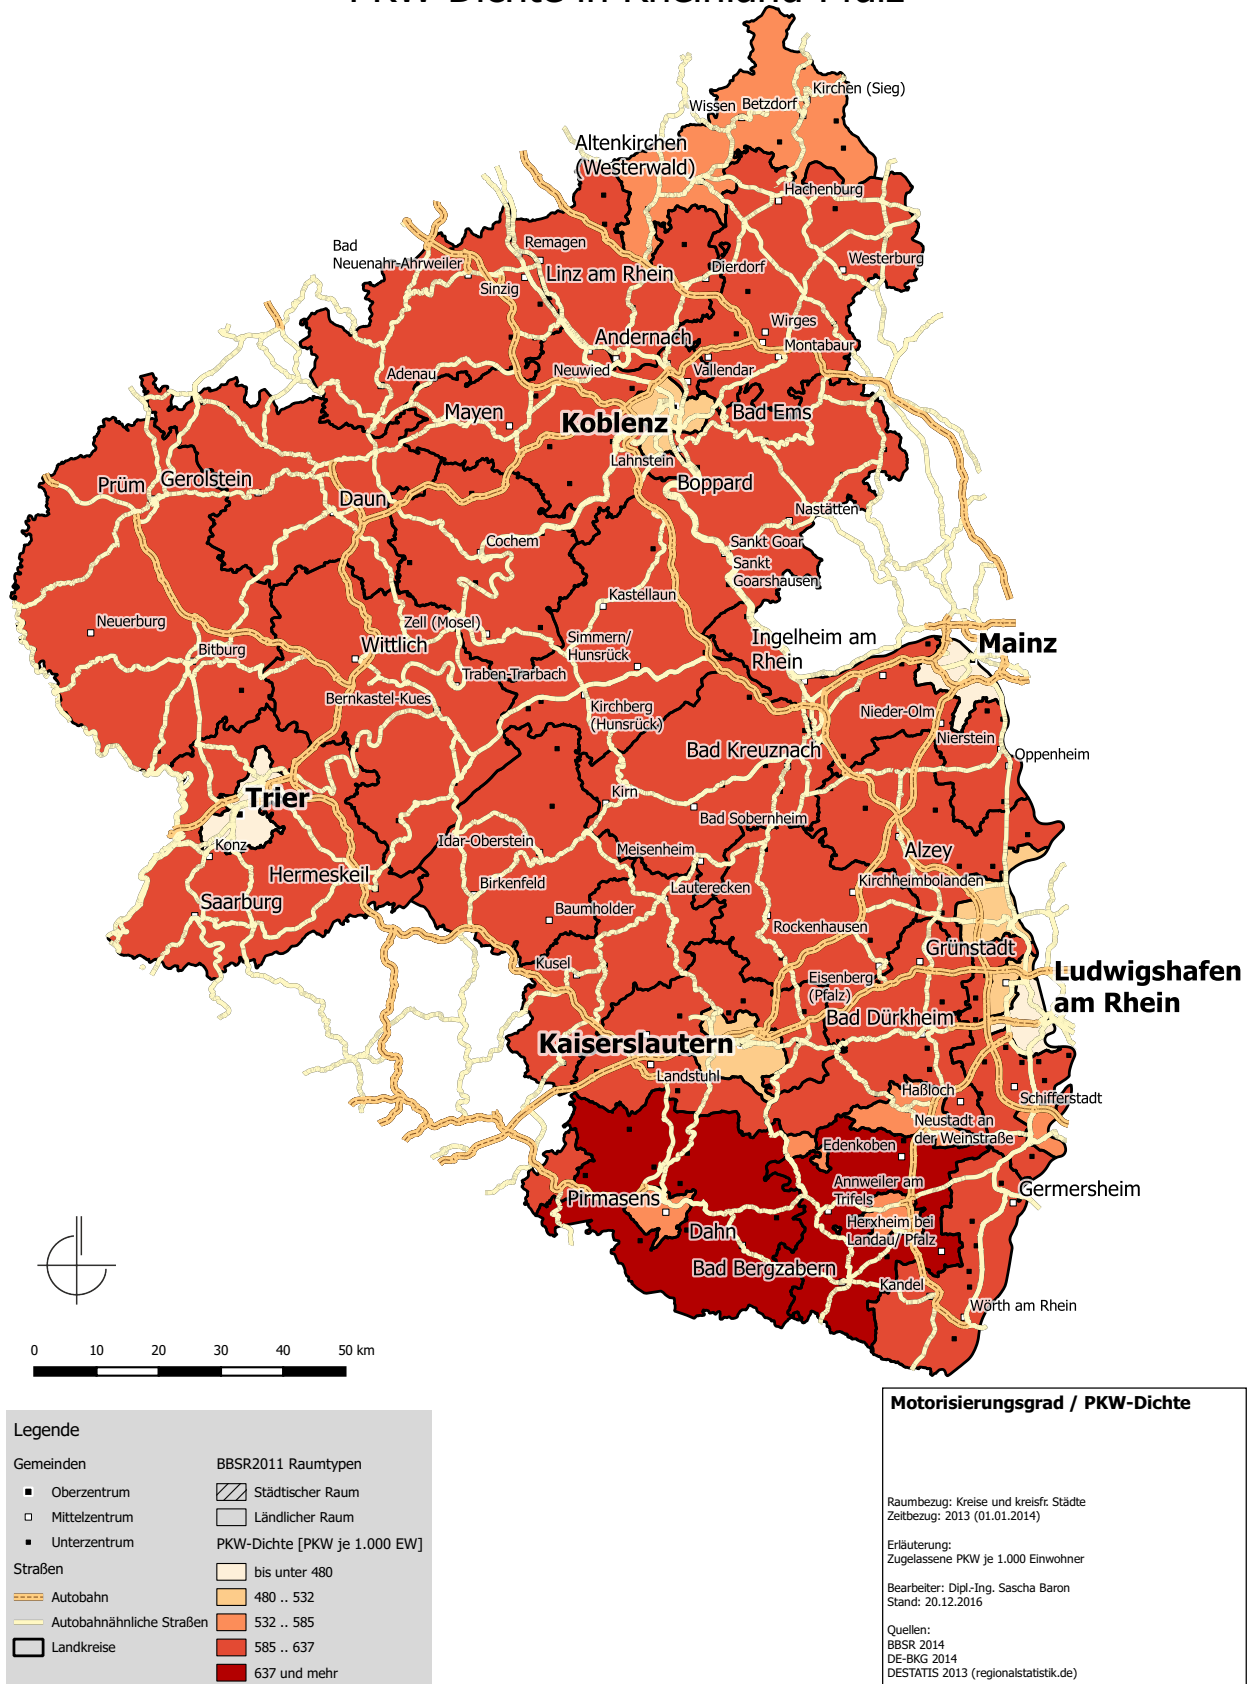 PKW-Dichte in Rheinland-Pfalz
Kirchen (Sieg)
Wissen
Betzdorf
Altenkirchen
(Westerwald)
Hachenburg
Bad
Neuenahr-Ahrweiler
Remagen
Linz am Rhein
Dierdorf
Westerburg
Sinzig
Wirges
Andernach
Montabaur
Adenau
Neuwied
Vallendar
Mayen
Koblenz
Bad Ems
Lahnstein
Prüm
Gerolstein
Daun
Boppard
Nastätten
Cochem
Sankt Goar
Sankt
Goarshausen
Kastellaun
Neuerburg
Zell (Mosel)
Bitburg
Wittlich
Simmern/
Hunsrück
Ingelheim am
Rhein
Mainz
Traben-Trarbach
Bernkastel-Kues
Kirchberg
(Hunsrück)
Nieder-Olm
Nierstein
Bad Kreuznach
Oppenheim
Trier
Kirn
Bad Sobernheim
Konz
Idar-Oberstein
Meisenheim
Alzey
Hermeskeil
Birkenfeld
Lauterecken
Kirchheimbolanden
Saarburg
Baumholder
Rockenhausen
Grünstadt
Kusel
Eisenberg
(Pfalz)
Ludwigshafen
am Rhein
Bad Dürkheim
Kaiserslautern
Landstuhl
Haßloch
Schifferstadt
Neustadt an
der Weinstraße
Edenkoben
Annweiler am
Trifels
Germersheim
Pirmasens
Dahn
Herxheim bei
Landau/ Pfalz
Bad Bergzabern
Kandel
Wörth am Rhein
0 10 20 30 40 50 km
Legende
Gemeinden
Oberzentrum
Mittelzentrum
Unterzentrum
Straßen
Autobahn
Autobahnähnliche Straßen
Landkreise
BBSR2011 Raumtypen
Städtischer Raum
Ländlicher Raum
PKW-Dichte [PKW je 1.000 EW]
bis unter 480
480 .. 532
532 .. 585
585 .. 637
637 und mehr
Motorisierungsgrad / PKW-Dichte
Raumbezug: Kreise und kreisfr. Städte
Zeitbezug: 2013 (01.01.2014)
Erläuterung:
Zugelassene PKW je 1.000 Einwohner
Bearbeiter: Dipl.-Ing. Sascha Baron
Stand: 20.12.2016
Quellen:
BBSR 2014
DE-BKG 2014
DESTATIS 2013 (regionalstatistik.de)